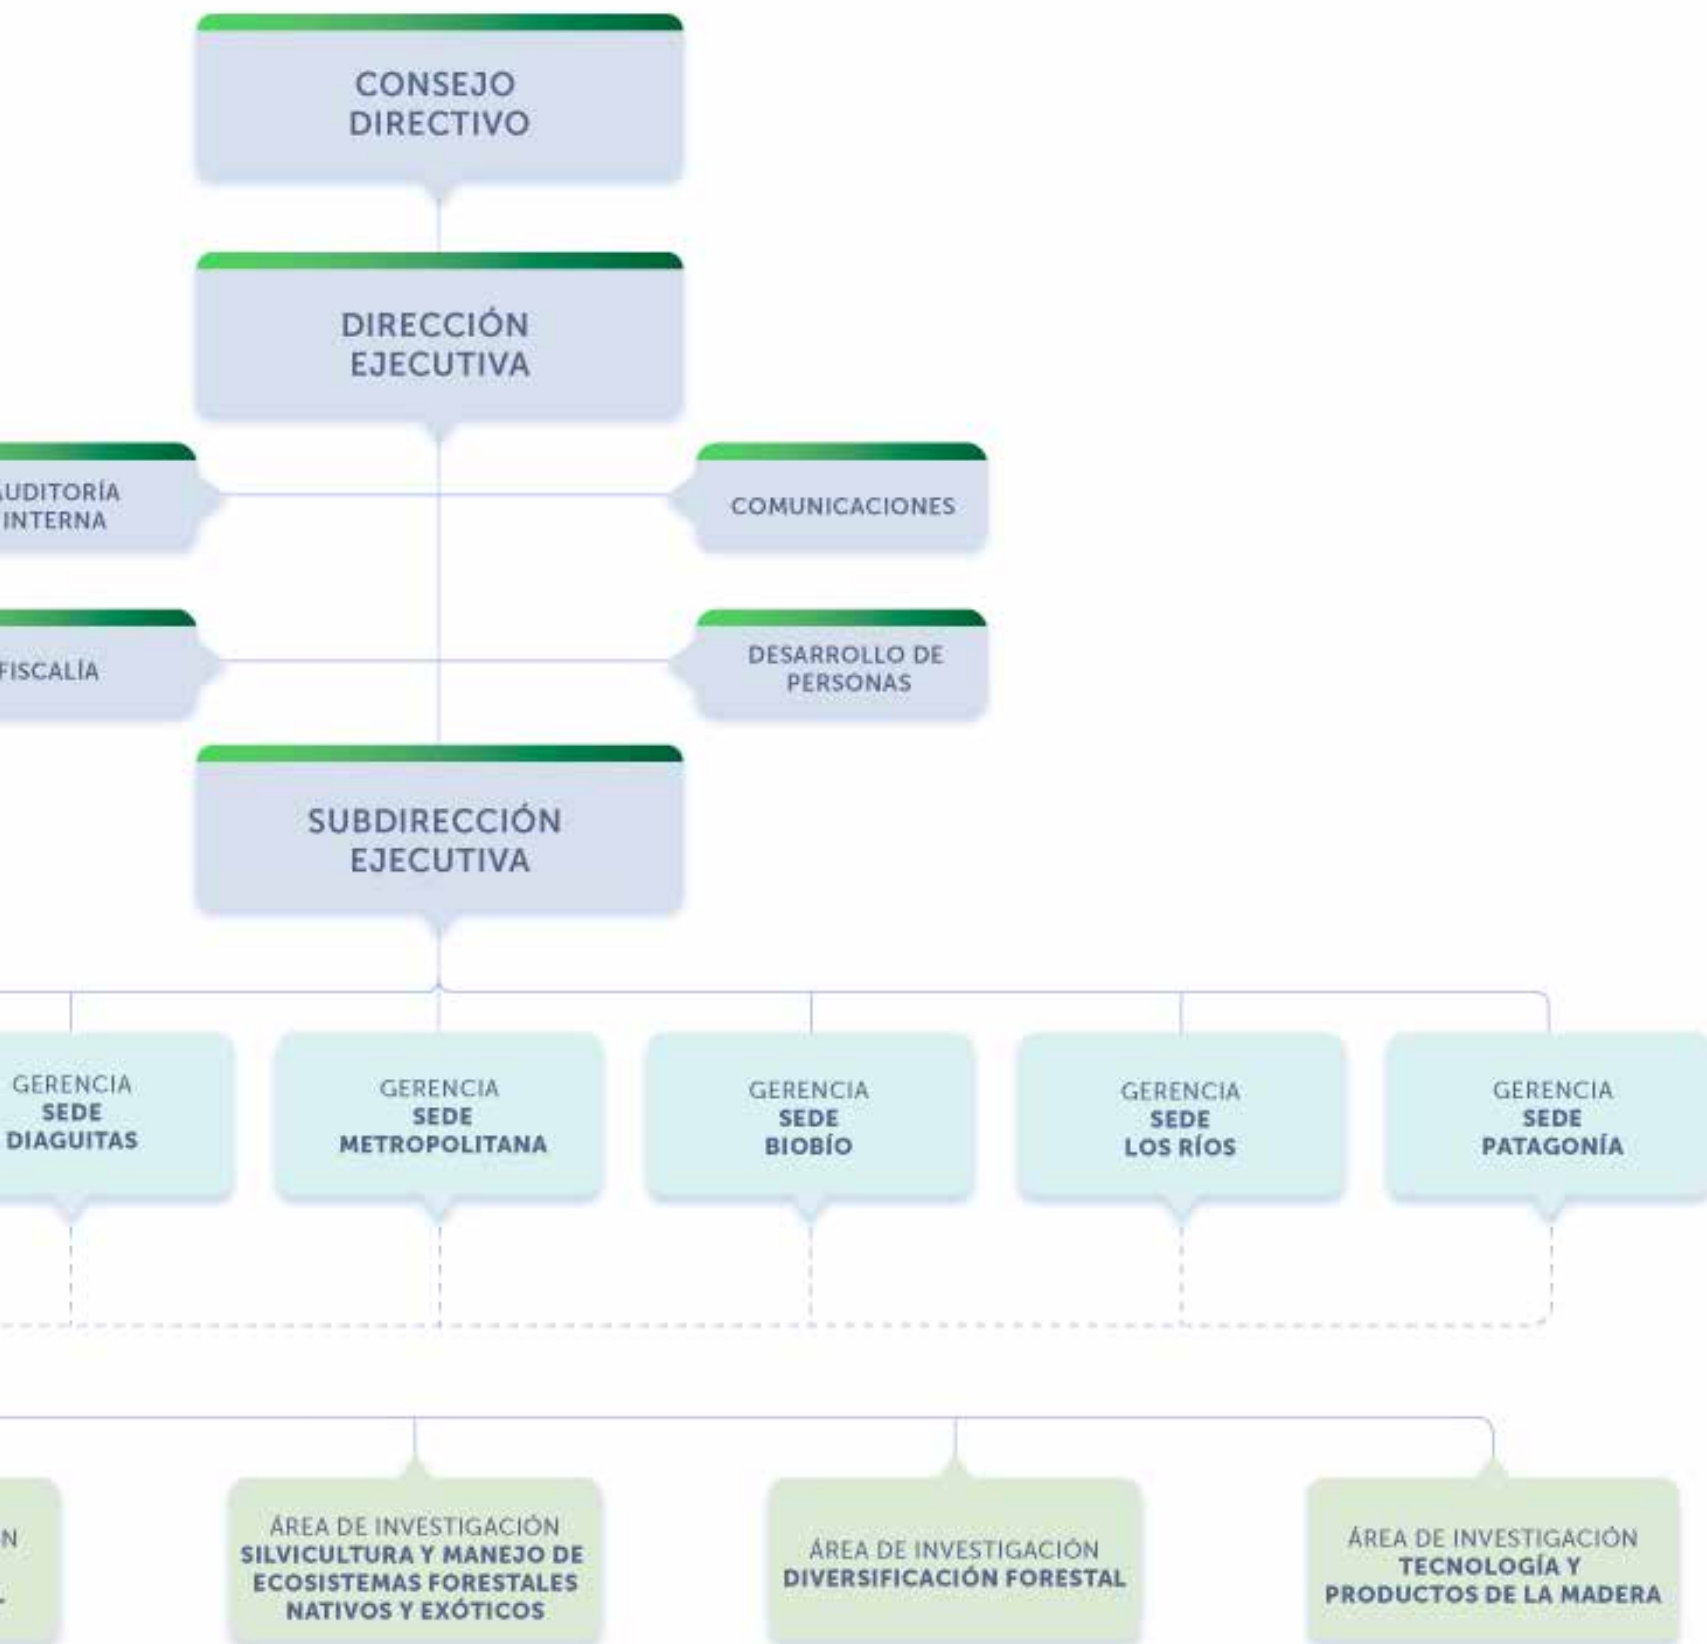 CONSEJO
DIRECTIVO
DIRECCIÓN
EJECUTIVA
AUDITORÍA
INTERNA
COMUNICACIONES
FISCALÍA
DESARROLLO DE
PERSONAS
SUBDIRECCIÓN
EJECUTIVA
GERENCIA
SEDE
DIAGUITAS
GERENCIA
SEDE
METROPOLITANA
GERENCIA
SEDE
BIOBÍO
GERENCIA
SEDE
LOS RÍOS
GERENCIA
SEDE
PATAGONÍA
ÁREA DE INVESTIGACIÓN
SILVICULTURA Y MANEJO DE
ECOSISTEMAS FORESTALES
NATIVOS Y EXÓTICOS
ÁREA DE INVESTIGACIÓN
DIVERSIFICACIÓN FORESTAL
ÁREA DE INVESTIGACIÓN
TECNOLOGÍA Y
PRODUCTOS DE LA MADERA